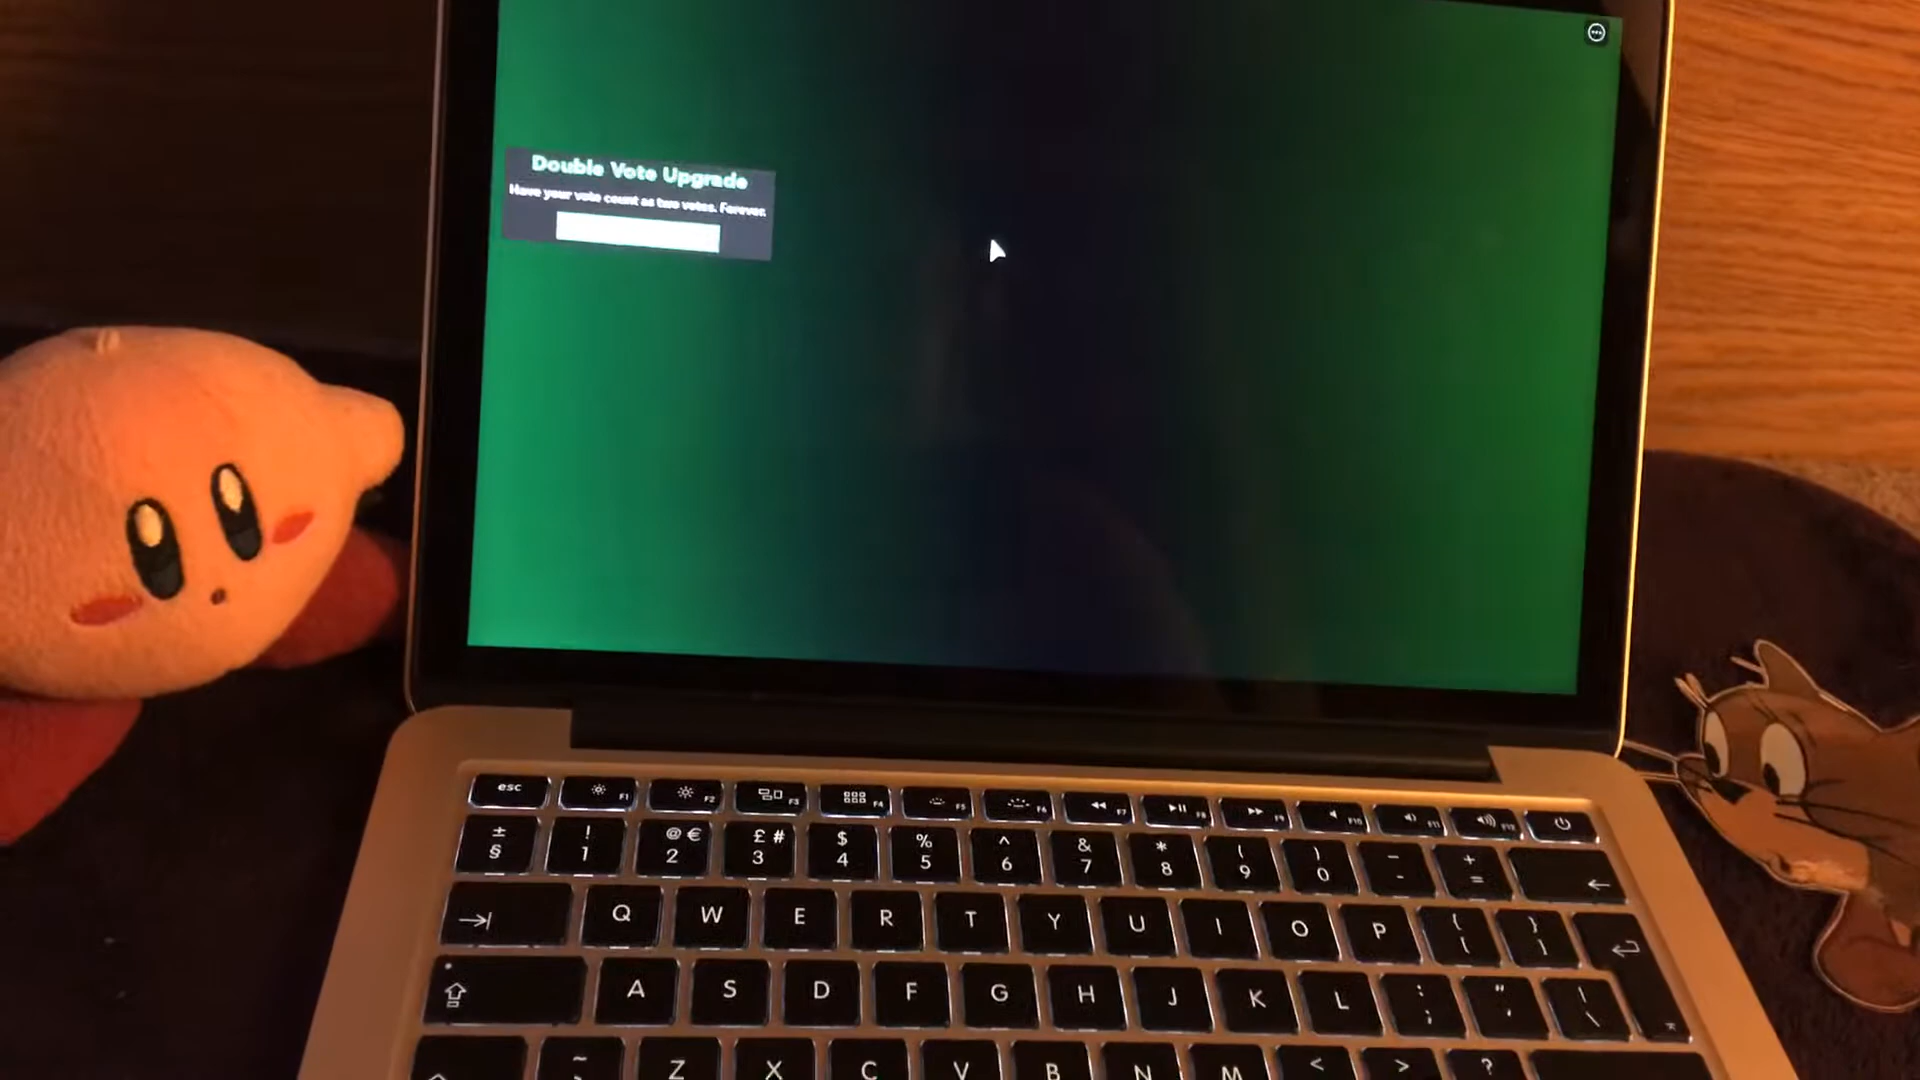 Double Vote Upgrade
Have your vote count as two votes. Forever.
esc F1 F2 F3 F4 F5 F6 F7 F8 F9 F10 F11 F12
± ! @ € £ # $ % ^ & * ( ) - +
§ 1 2 3 4 5 6 7 8 9 0 - =
Q W E R T Y U I O P { }
A S D F G H J K L : " \
;
~ Z X C V B N M < > ?